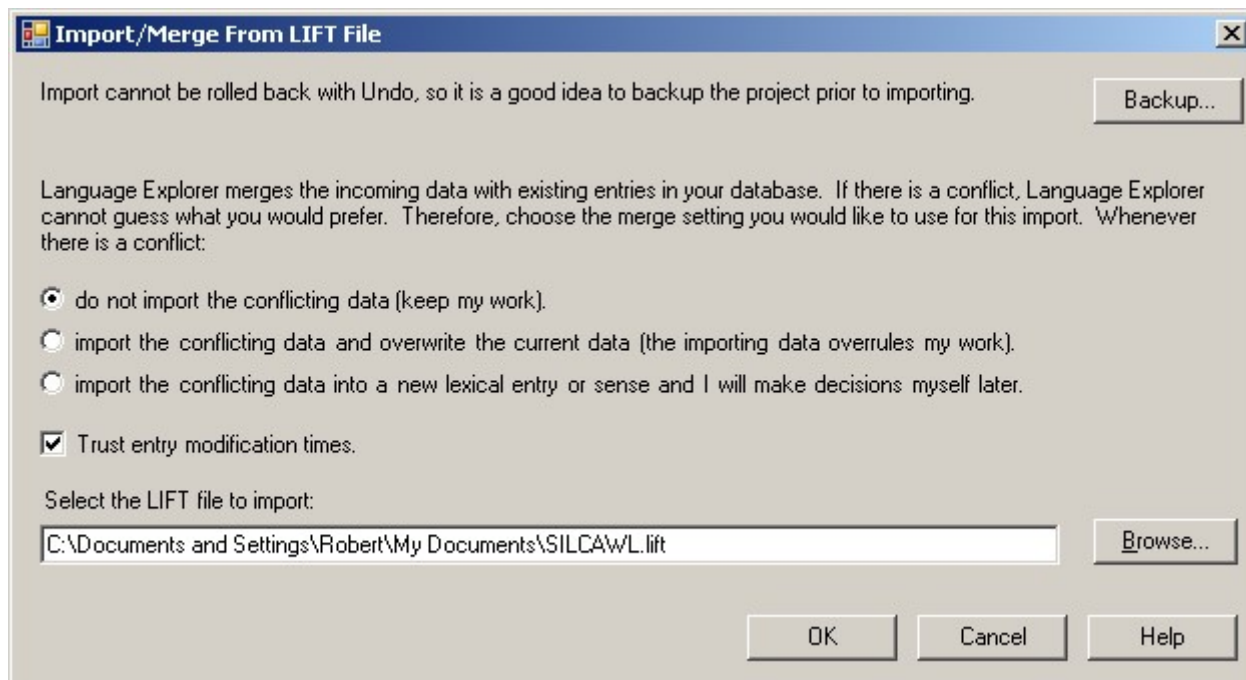 Import/Merge From LIFT File
Import cannot be rolled back with Undo, so it is a good idea to backup the project prior to importing.
Backup...
Language Explorer merges the incoming data with existing entries in your database. If there is a conflict, Language Explorer
cannot guess what you would prefer. Therefore, choose the merge setting you would like to use for this import. Whenever
there is a conflict:
do not import the conflicting data (keep my work).
import the conflicting data and overwrite the current data (the importing data overrules my work).
import the conflicting data into a new lexical entry or sense and I will make decisions myself later.
Trust entry modification times.
Select the LIFT file to import:
C:\Documents and Settings\Robert\My Documents\SILCAWL.lift
Browse...
OK
Cancel
Help